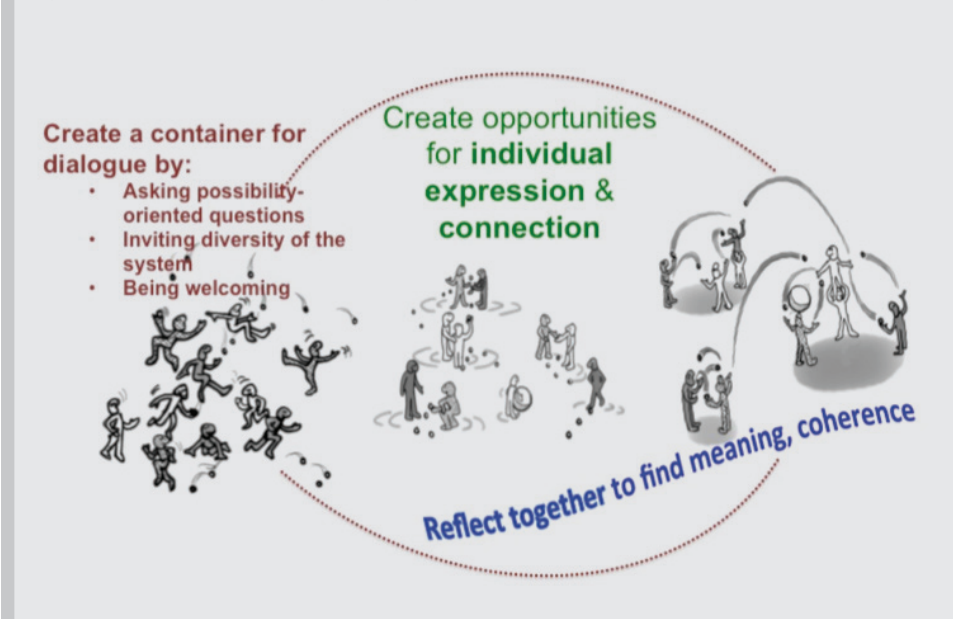 Create a container for
dialogue by:
• Asking possibility-
oriented questions
• Inviting diversity of the
system
• Being welcoming
Create opportunities
for individual
expression &
connection
Reflect together to find meaning, coherence